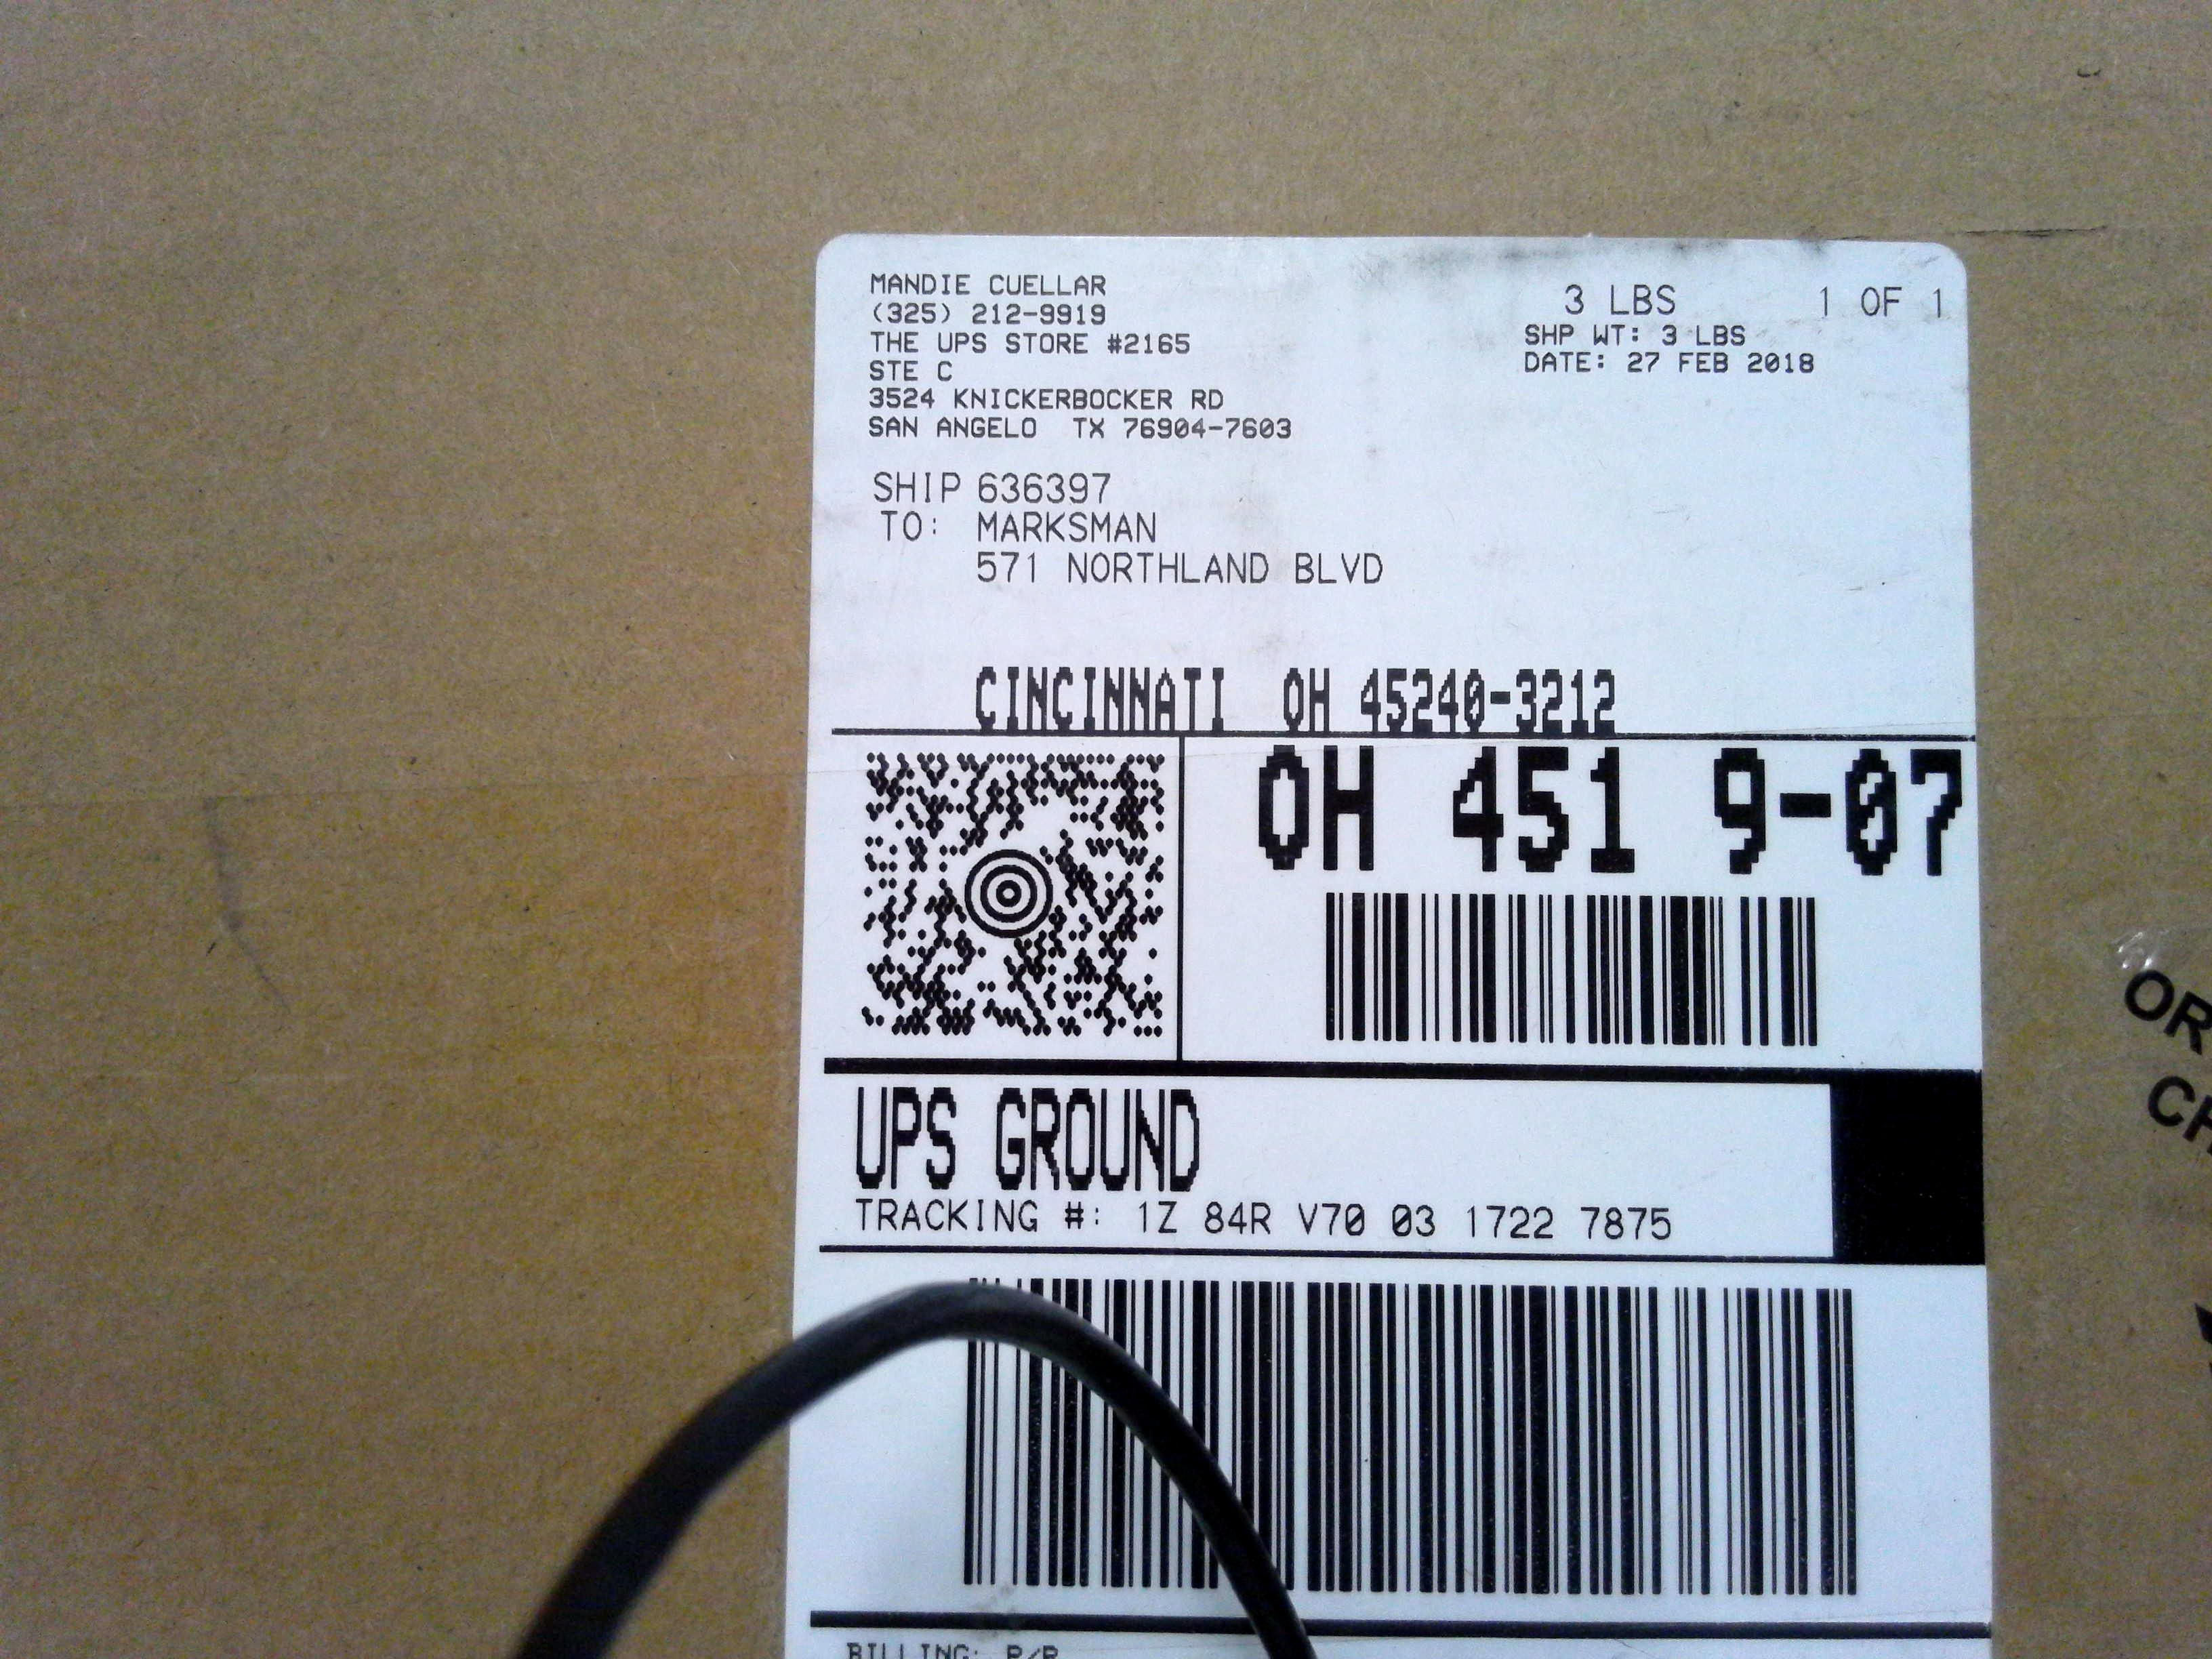 MANDIE CUELLAR
(325) 212-9919
THE UPS STORE #2165
STE C
3524 KNICKERBOCKER RD
SAN ANGELO TX 76904-7603
3 LBS 1 OF 1
SHP WT: 3 LBS
DATE: 27 FEB 2018
SHIP 636397
TO: MARKSMAN
571 NORTHLAND BLVD
CINCINNATI OH 45240-3212
OH 451 9-07
UPS GROUND
TRACKING #: 1Z 84R V70 03 1722 7875
BILLING: P/P